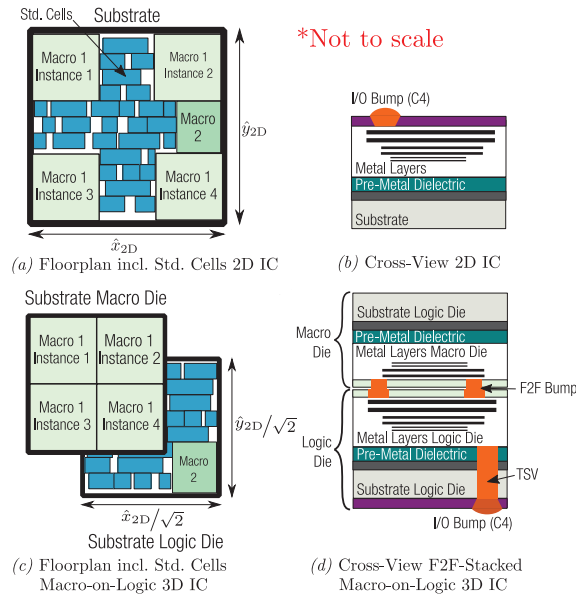 Substrate
Std. Cells
*Not to scale
Macro 1
Instance 1
Macro 1
Instance 2
Macro
2
Macro 1
Instance 3
Macro 1
Instance 4
ŷ2D
x̂2D
(a) Floorplan incl. Std. Cells 2D IC
I/O Bump (C4)
Metal Layers
Pre-Metal Dielectric
Substrate
(b) Cross-View 2D IC
Substrate Macro Die
Macro 1
Instance 1
Macro 1
Instance 2
Macro 1
Instance 3
Macro 1
Instance 4
Macro
2
ŷ2D/√2
x̂2D/√2
Substrate Logic Die
(c) Floorplan incl. Std. Cells
Macro-on-Logic 3D IC
Macro
Die
Substrate Logic Die
Pre-Metal Dielectric
Metal Layers Macro Die
F2F Bump
Logic
Die
Metal Layers Logic Die
Pre-Metal Dielectric
TSV
Substrate Logic Die
I/O Bump (C4)
(d) Cross-View F2F-Stacked
Macro-on-Logic 3D IC